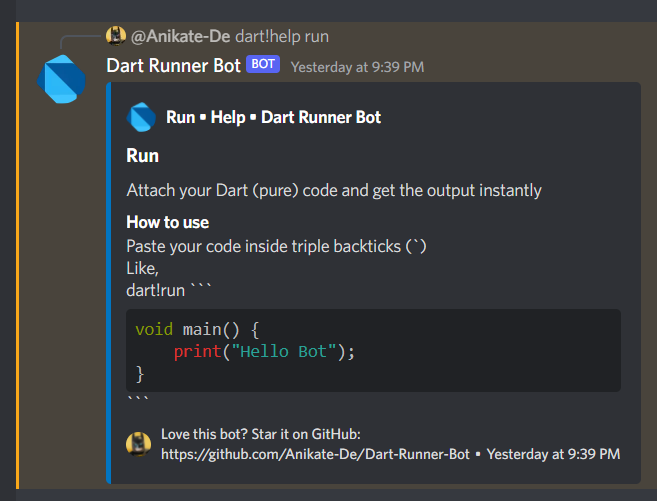 @Anikate-De dart!help run
Dart Runner Bot BOT Yesterday at 9:39 PM
Run • Help • Dart Runner Bot
Run
Attach your Dart (pure) code and get the output instantly
How to use
Paste your code inside triple backticks (`)
Like,
dart!run ```
void main() {
    print("Hello Bot");
}
```
Love this bot? Star it on GitHub:
https://github.com/Anikate-De/Dart-Runner-Bot • Yesterday at 9:39 PM